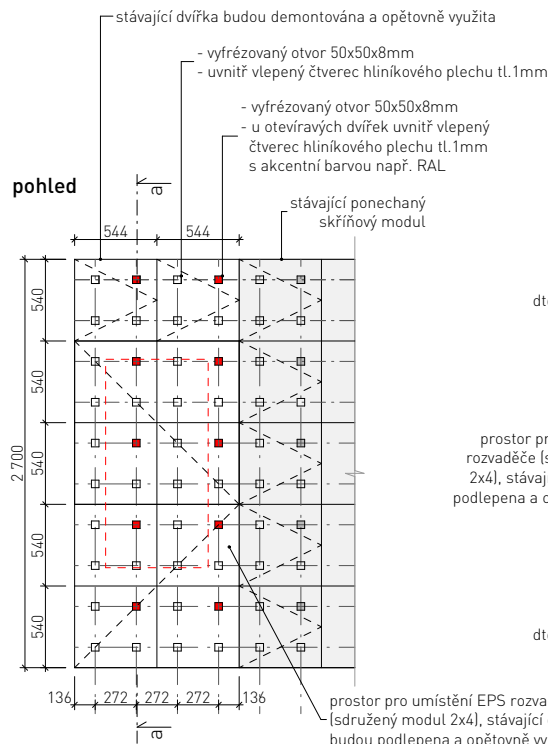 stávající dvířka budou demontována a opětovně využita
- vyfrézovaný otvor 50x50x8mm
- uvnitř vlepený čtverec hliníkového plechu tl.1mm
- vyfrézovaný otvor 50x50x8mm
- u otevíravých dvířek uvnitř vlepený
čtverec hliníkového plechu tl.1mm
s akcentní barvou např. RAL
pohled
a
stávající ponechaný
skříňový modul
544
544
540
540
540
540
540
2 700
prostor pr
rozvaděče (s
2x4), stávaj
podlepena a o
136
272
272
272
136
a
prostor pro umístění EPS rozva
(sdružený modul 2x4), stávající
budou podlepena a opětovně vy